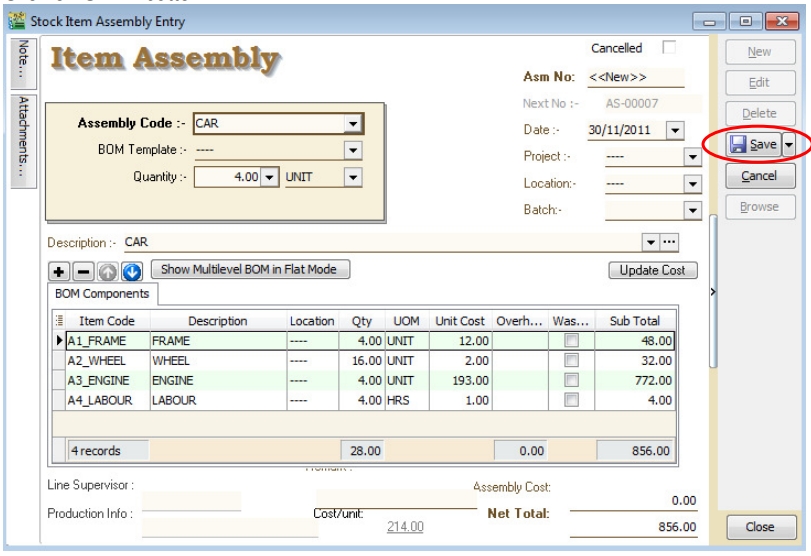 Stock Item Assembly Entry
Note...
Attachments...
Item Assembly
Cancelled
Asm No: <<New>>
Next No :- AS-00007
Date :- 30/11/2011
Project :- ----
Location:- ----
Batch:-
Assembly Code :- CAR
BOM Template :- ----
Quantity :- 4.00 UNIT
Description :- CAR
Show Multilevel BOM in Flat Mode
Update Cost
BOM Components
Item Code Description Location Qty UOM Unit Cost Overh... Was... Sub Total
A1_FRAME FRAME ---- 4.00 UNIT 12.00 48.00
A2_WHEEL WHEEL ---- 16.00 UNIT 2.00 32.00
A3_ENGINE ENGINE ---- 4.00 UNIT 193.00 772.00
A4_LABOUR LABOUR ---- 4.00 HRS 1.00 4.00
4 records 28.00 0.00 856.00
Line Supervisor :
Assembly Cost: 0.00
Production Info :
Cost/unit: 214.00
Net Total: 856.00
New
Edit
Delete
Save
Cancel
Browse
Close